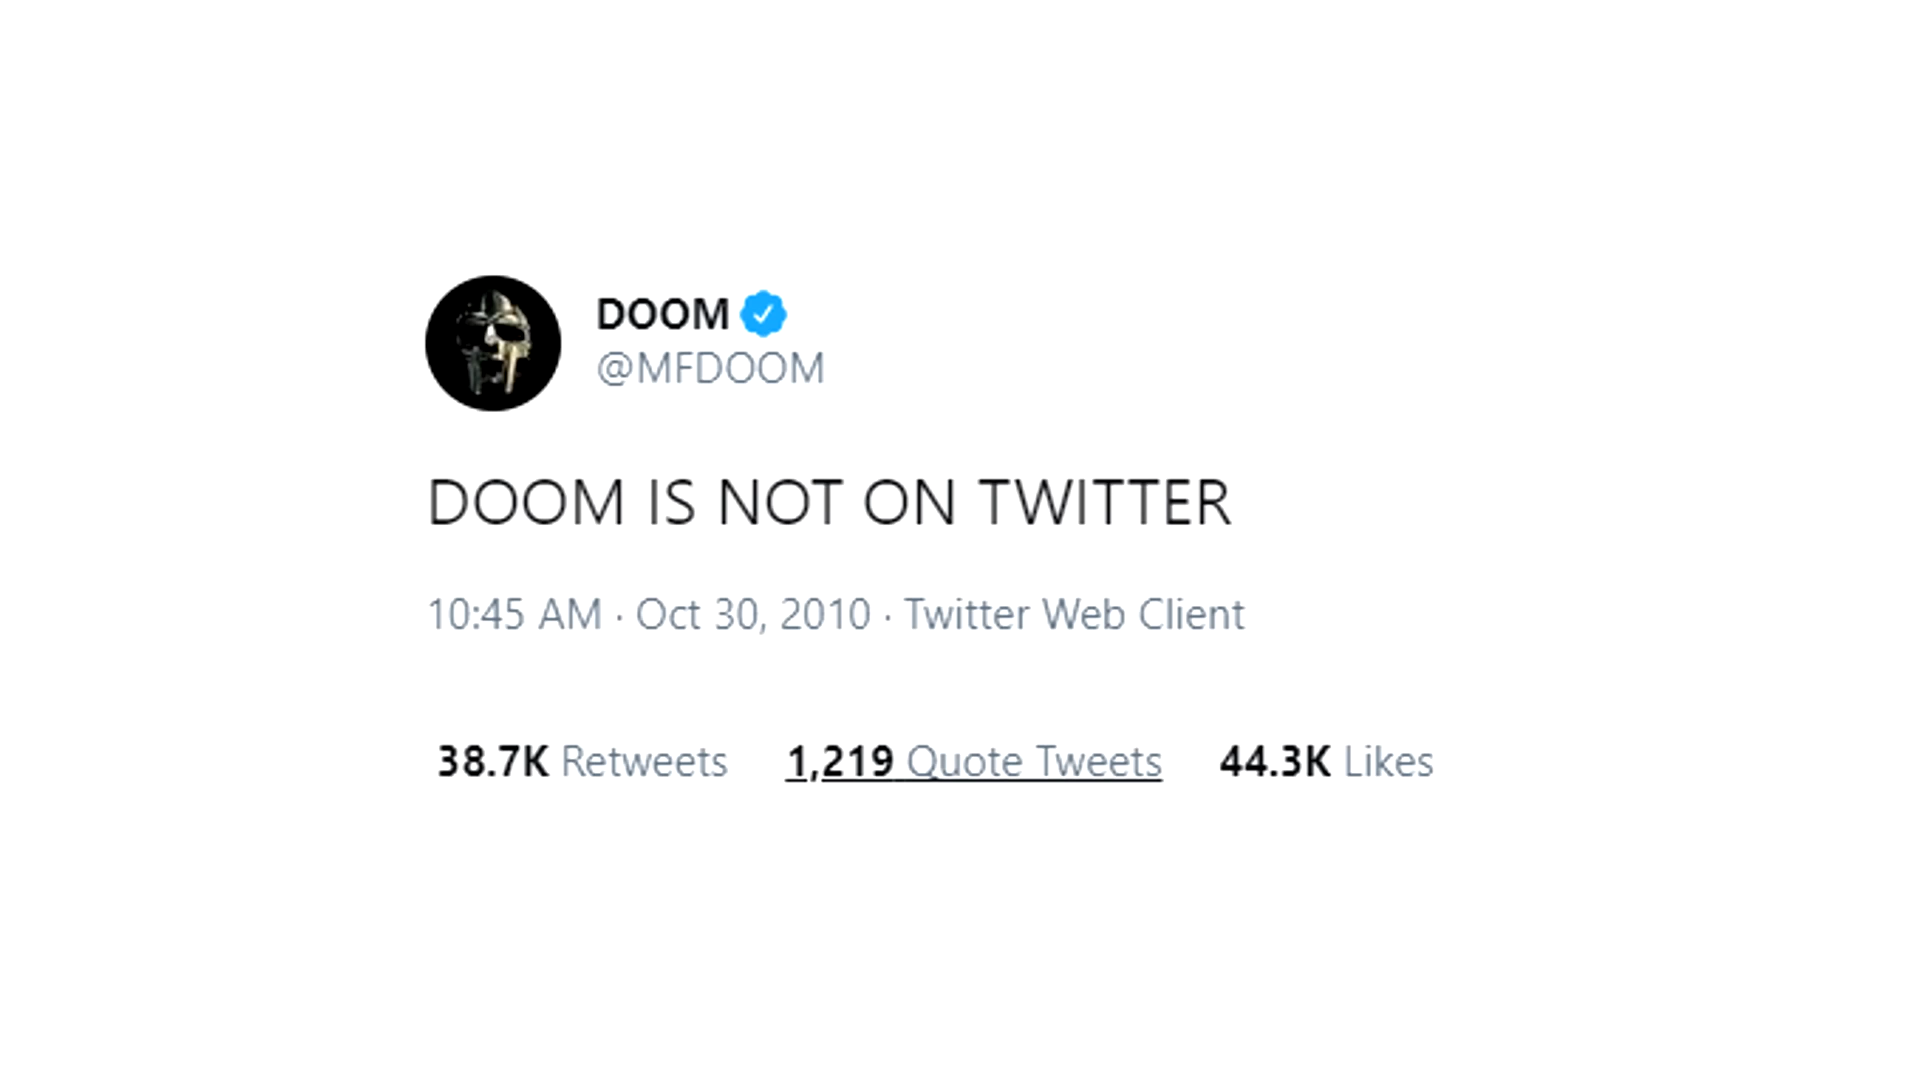 DOOM
@MFDOOM
DOOM IS NOT ON TWITTER
10:45 AM · Oct 30, 2010 · Twitter Web Client
38.7K Retweets 1,219 Quote Tweets 44.3K Likes